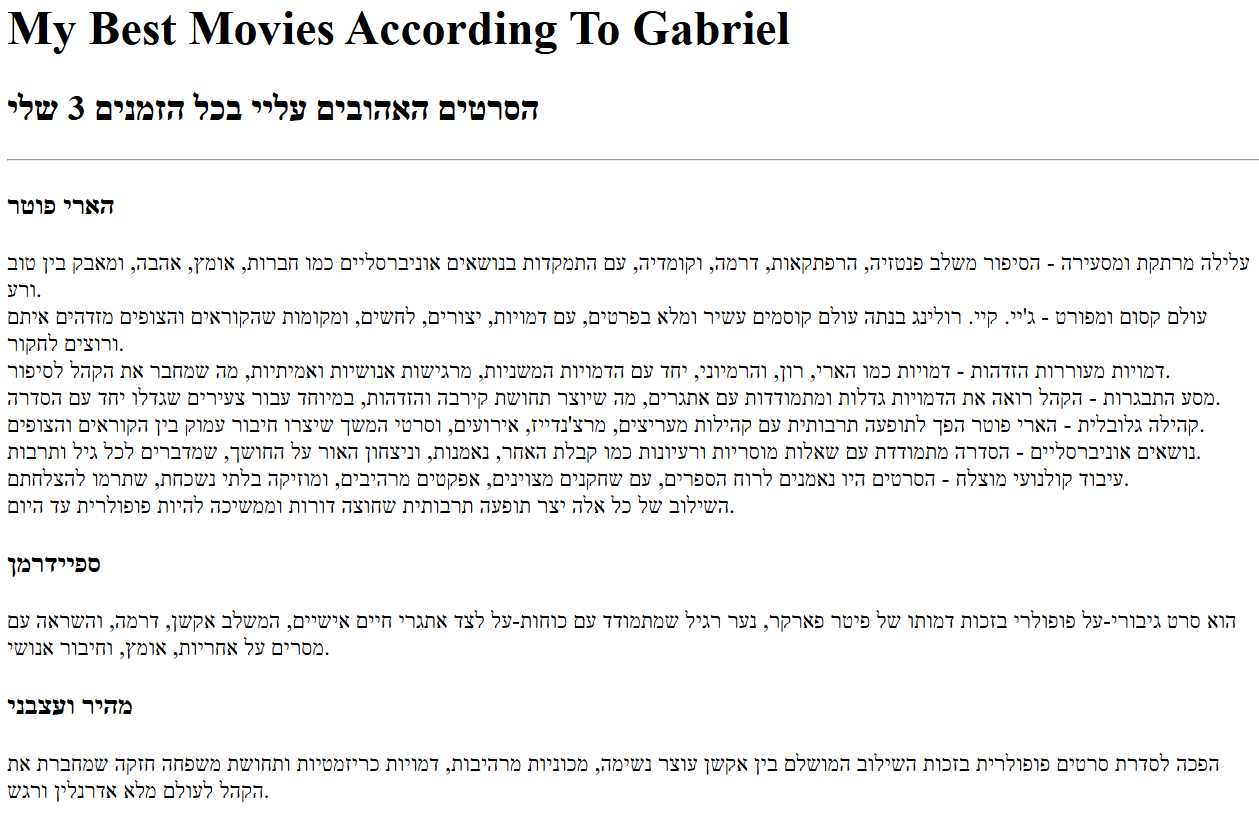 My Best Movies According To Gabriel
הסרטים האהובים עליי בכל הזמנים 3 שלי
הארי פוטר
עלילה מרתקת ומסעירה - הסיפור משלב פנטזיה, הרפתקאות, דרמה, וקומדיה, עם התמקדות בנושאים אוניברסליים כמו חברות, אומץ, אהבה, ומאבק בין טוב
ורע.
עולם קסום ומפורט - ג'יי. קיי. רולינג בנתה עולם קוסמים עשיר ומלא בפרטים, עם דמויות, יצורים, לחשים, ומקומות שהקוראים והצופים מזדהים איתם
ורוצים לחקור.
דמויות מעוררות הזדהות - דמויות כמו הארי, רון, והרמיוני, יחד עם הדמויות המשניות, מרגישות אנושיות ואמיתיות, מה שמחבר את הקהל לסיפור.
מסע התבגרות - הקהל רואה את הדמויות גדלות ומתמודדות עם אתגרים, מה שיוצר תחושת קירבה והזדהות, במיוחד עבור צעירים שגדלו יחד עם הסדרה.
קהילה גלובלית - הארי פוטר הפך לתופעה תרבותית עם קהילות מעריצים, מרצ'נדייז, אירועים, וסרטי המשך שיצרו חיבור עמוק בין הקוראים והצופים.
נושאים אוניברסליים - הסדרה מתמודדת עם שאלות מוסריות ורעיונות כמו קבלת האחר, נאמנות, וניצחון האור על החושך, שמדברים לכל גיל ותרבות.
עיבוד קולנועי מוצלח - הסרטים היו נאמנים לרוח הספרים, עם שחקנים מצוינים, אפקטים מרהיבים, ומוזיקה בלתי נשכחת, שתרמו להצלחתם.
השילוב של כל אלה יצר תופעה תרבותית שחוצה דורות וממשיכה להיות פופולרית עד היום.
ספיידרמן
הוא סרט גיבורי-על פופולרי בזכות דמותו של פיטר פארקר, נער רגיל שמתמודד עם כוחות-על לצד אתגרי חיים אישיים, המשלב אקשן, דרמה, והשראה עם
מסרים על אחריות, אומץ, וחיבור אנושי.
מהיר ועצבני
הפכה לסדרת סרטים פופולרית בזכות השילוב המושלם בין אקשן עוצר נשימה, מכוניות מרהיבות, דמויות כריזמטיות ותחושת משפחה חזקה שמחברת את
הקהל לעולם מלא אדרנלין ורגש.